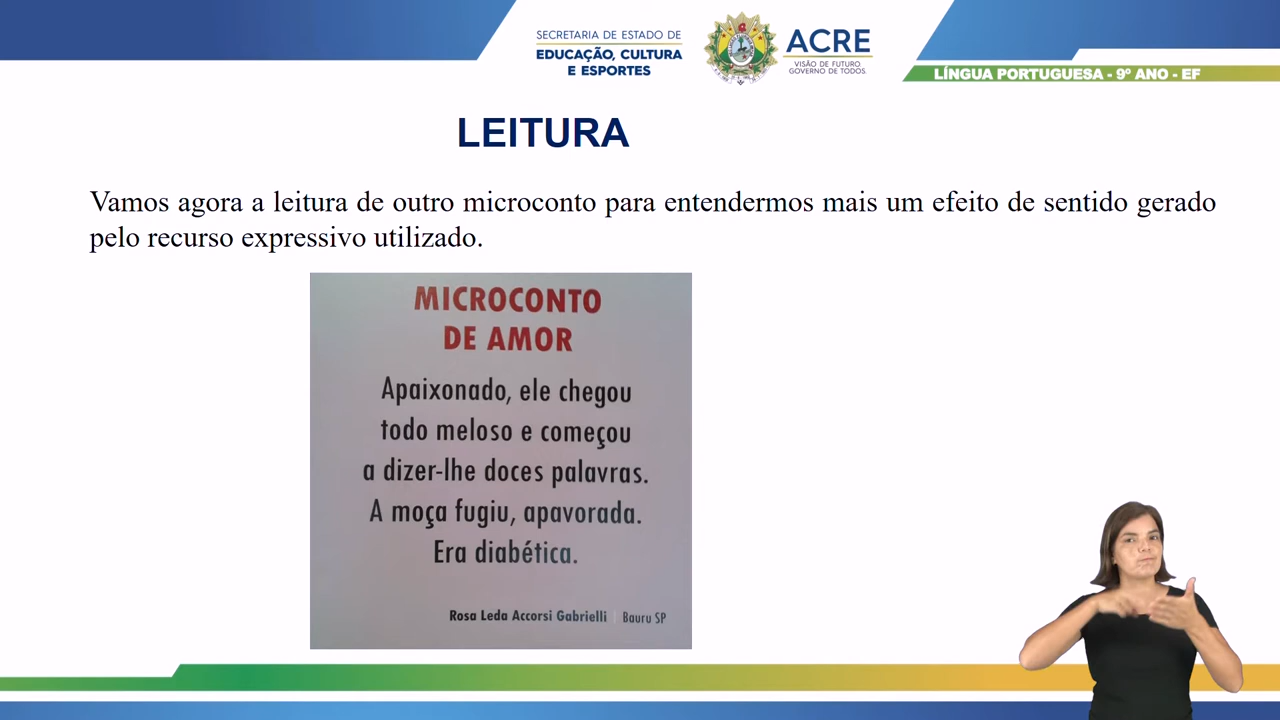 SECRETARIA DE ESTADO DE
EDUCAÇÃO, CULTURA
E ESPORTES
ACRE
VISÃO DE FUTURO.
GOVERNO DE TODOS.
LÍNGUA PORTUGUESA - 9º ANO - EF
LEITURA
Vamos agora a leitura de outro microconto para entendermos mais um efeito de sentido gerado
pelo recurso expressivo utilizado.
MICROCONTO
DE AMOR
Apaixonado, ele chegou
todo meloso e começou
a dizer-lhe doces palavras.
A moça fugiu, apavorada.
Era diabética.
Rosa Leda Accorsi Gabrielli | Bauru SP